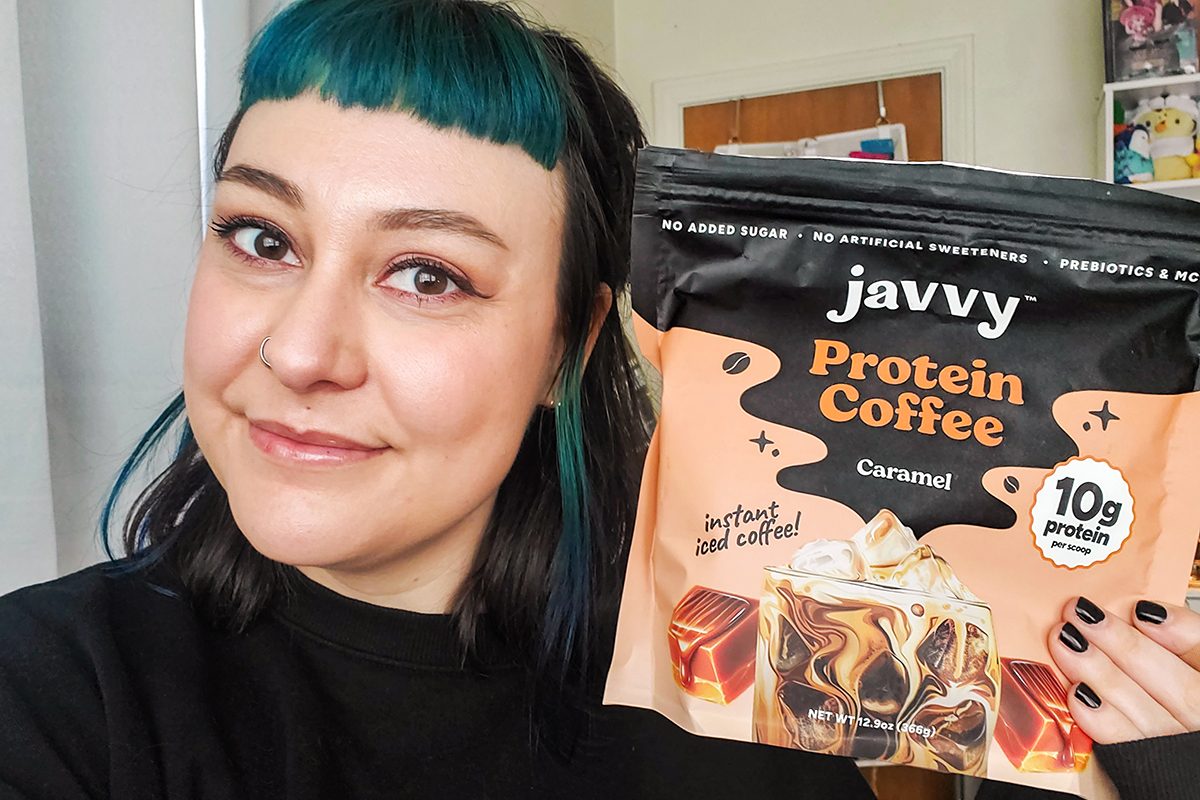 NO ADDED SUGAR • NO ARTIFICIAL SWEETENERS • PREBIOTICS & MC
javvy™
Protein
Coffee
Caramel
instant
iced coffee!
10g
protein
per scoop
NET WT 12.9oz (366g)